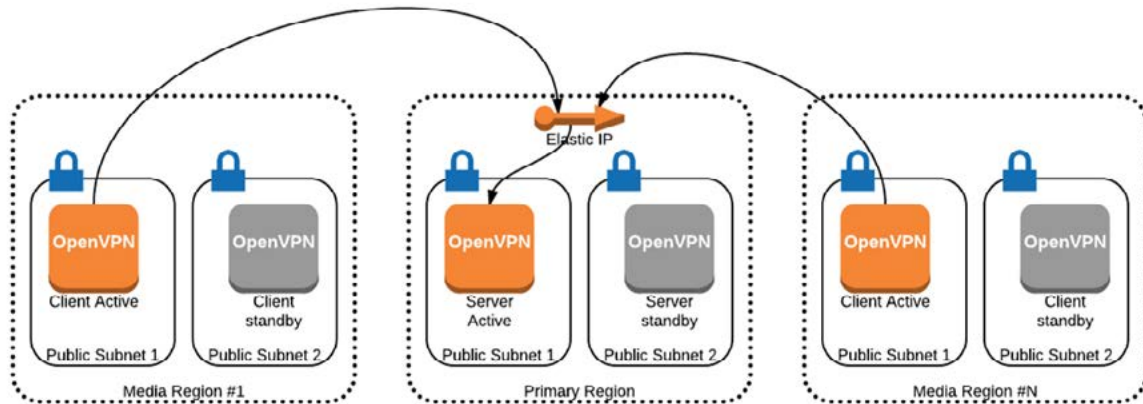 Elastic IP
OpenVPN
Client Active
Public Subnet 1
OpenVPN
Client
standby
Public Subnet 2
Media Region #1
OpenVPN
Server
Active
Public Subnet 1
OpenVPN
Server
standby
Public Subnet 2
Primary Region
OpenVPN
Client Active
Public Subnet 1
OpenVPN
Client
standby
Public Subnet 2
Media Region #N